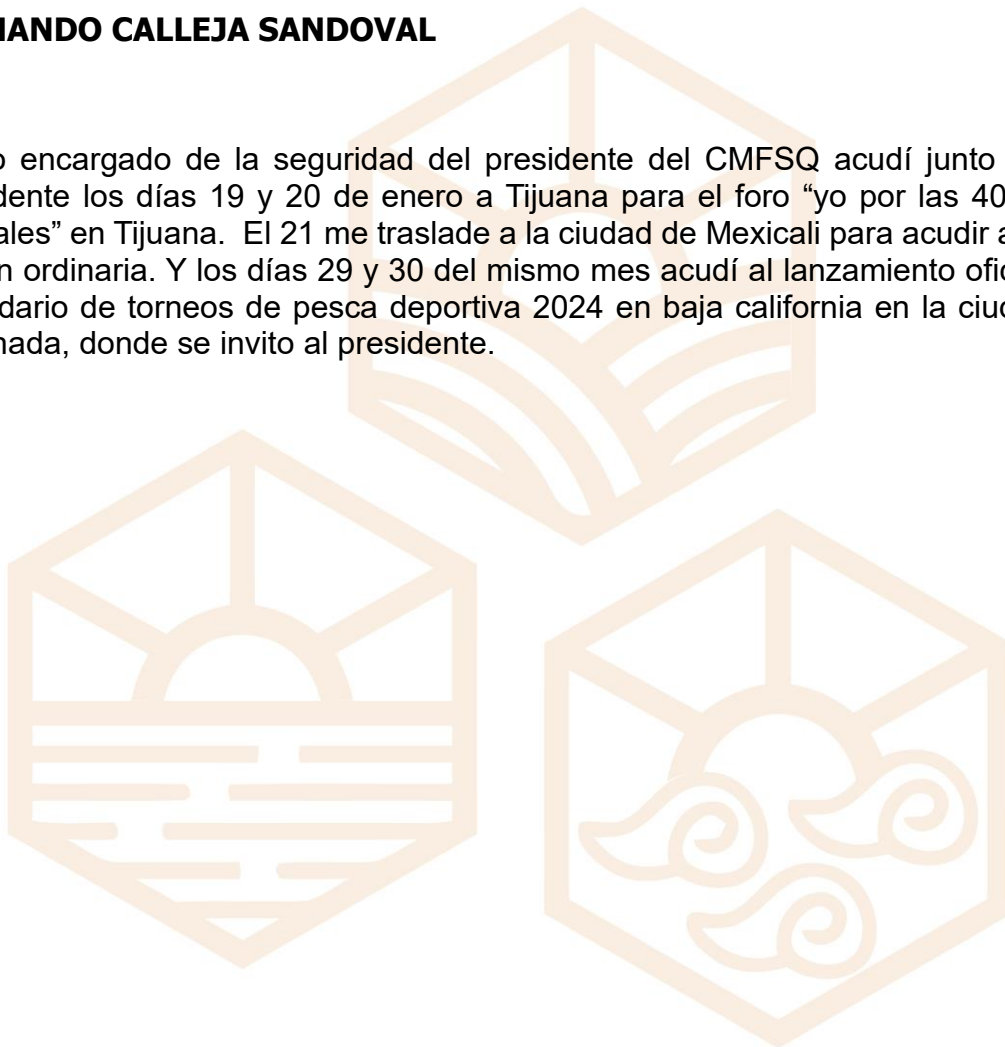 NANDO CALLEJA SANDOVAL
o encargado de la seguridad del presidente del CMFSQ acudí junto
dente los días 19 y 20 de enero a Tijuana para el foro “yo por las 40
ales” en Tijuana. El 21 me traslade a la ciudad de Mexicali para acudir a
n ordinaria. Y los días 29 y 30 del mismo mes acudí al lanzamiento ofic
dario de torneos de pesca deportiva 2024 en baja california en la ciud
nada, donde se invito al presidente.